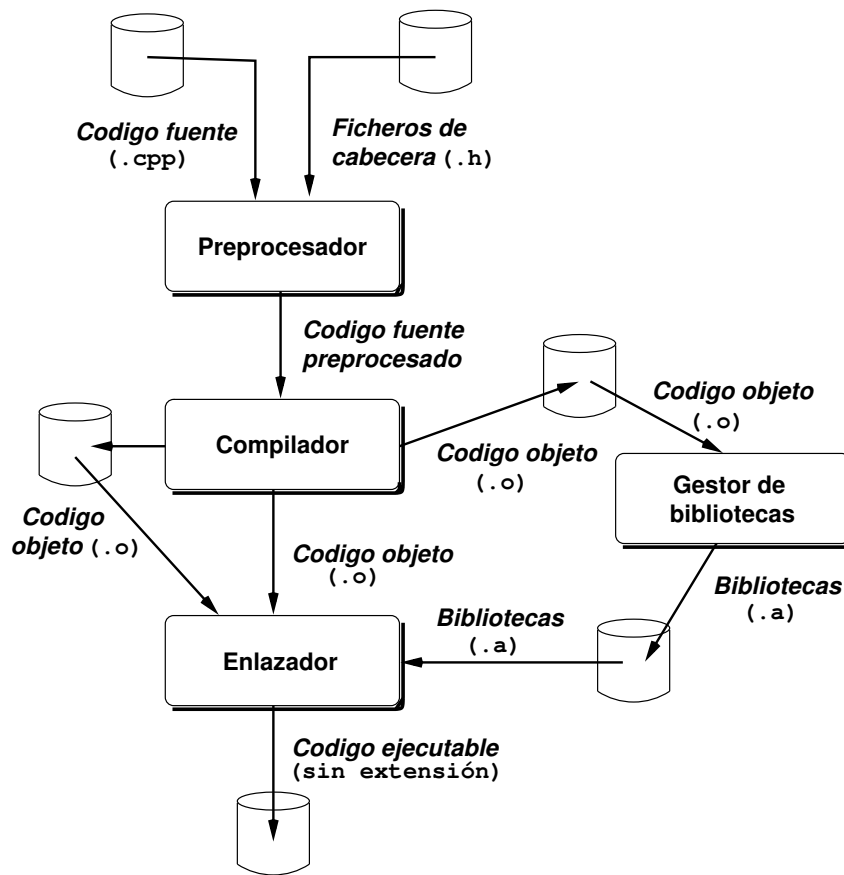 Codigo fuente
(.cpp)
Ficheros de
cabecera (.h)
Preprocesador
Codigo fuente
preprocesado
Compilador
Codigo objeto
(.o)
Codigo objeto
(.o)
Gestor de
bibliotecas
Codigo
objeto (.o)
Codigo objeto
(.o)
Bibliotecas
(.a)
Bibliotecas
(.a)
Enlazador
Codigo ejecutable
(sin extensión)